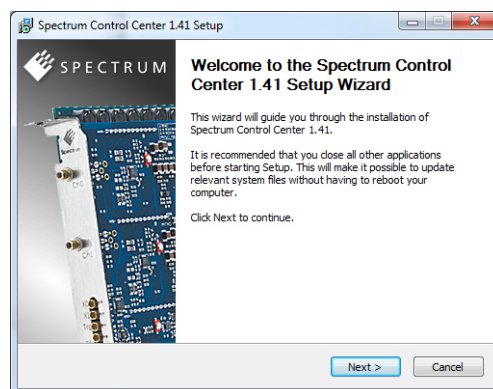 Spectrum Control Center 1.41 Setup
SPECTRUM
Welcome to the Spectrum Control
Center 1.41 Setup Wizard
This wizard will guide you through the installation of
Spectrum Control Center 1.41.
It is recommended that you close all other applications
before starting Setup. This will make it possible to update
relevant system files without having to reboot your
computer.
Click Next to continue.
Ch0
Ch1
Next >
Cancel